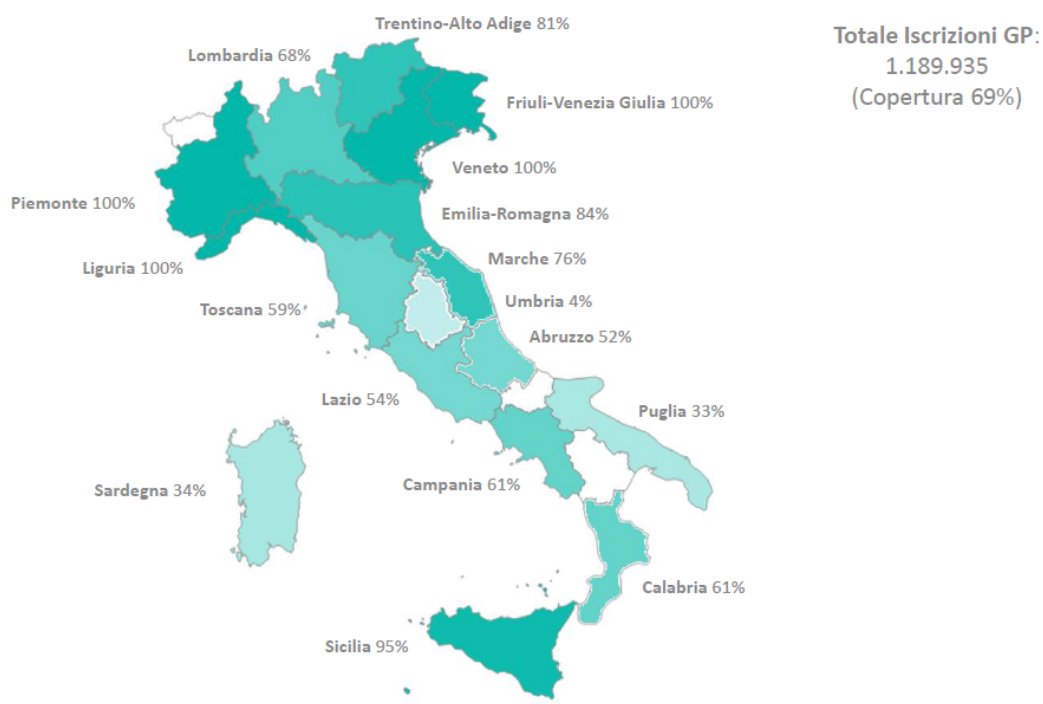 Trentino-Alto Adige 81%
Totale Iscrizioni GP:
1.189.935
(Copertura 69%)
Lombardia 68%
Friuli-Venezia Giulia 100%
Veneto 100%
Piemonte 100%
Emilia-Romagna 84%
Marche 76%
Liguria 100%
Umbria 4%
Toscana 59%
Abruzzo 52%
Lazio 54%
Puglia 33%
Campania 61%
Sardegna 34%
Calabria 61%
Sicilia 95%